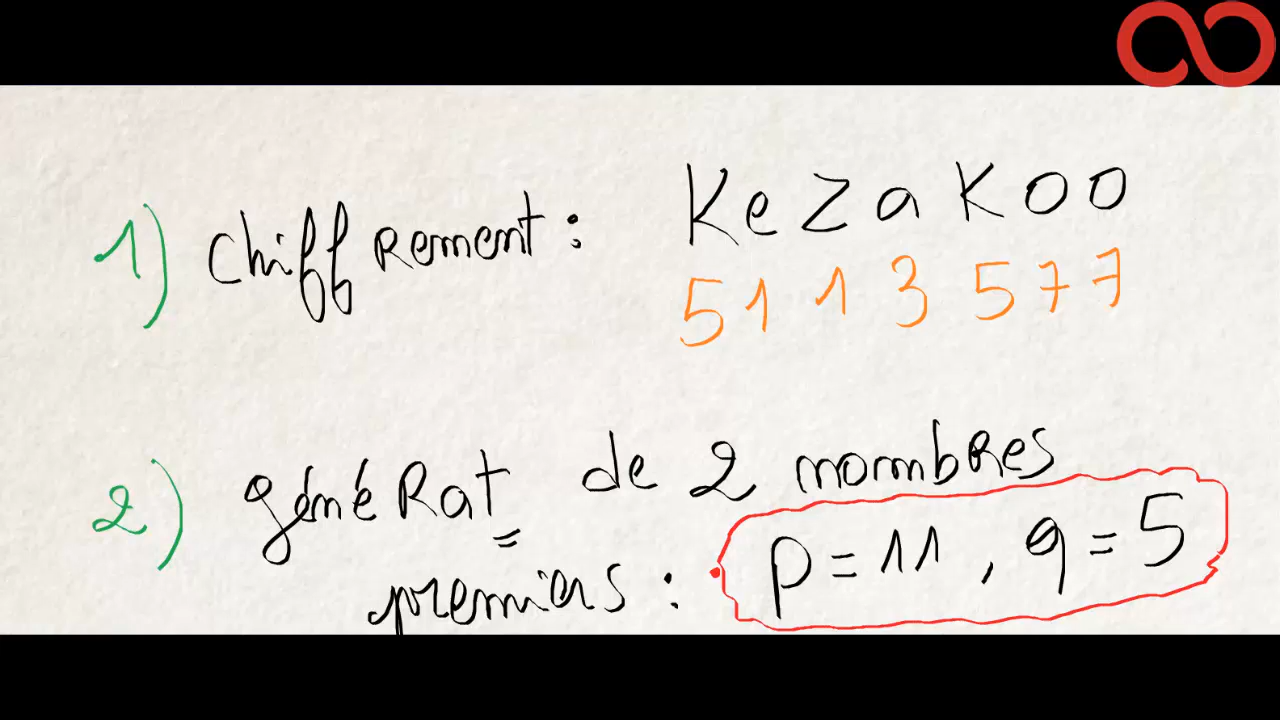 1) Chiffrement : KezaKoo
5 1 1 3 5 7 7
2) générat= de 2 nombres
premiers : p = 11 , q = 5